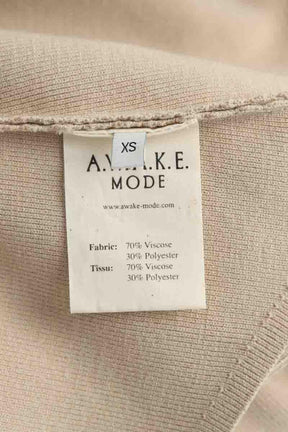 XS
A.W.A.K.E.
MODE
www.awake-mode.com
Fabric: 70% Viscose
30% Polyester
Tissu: 70% Viscose
30% Polyester